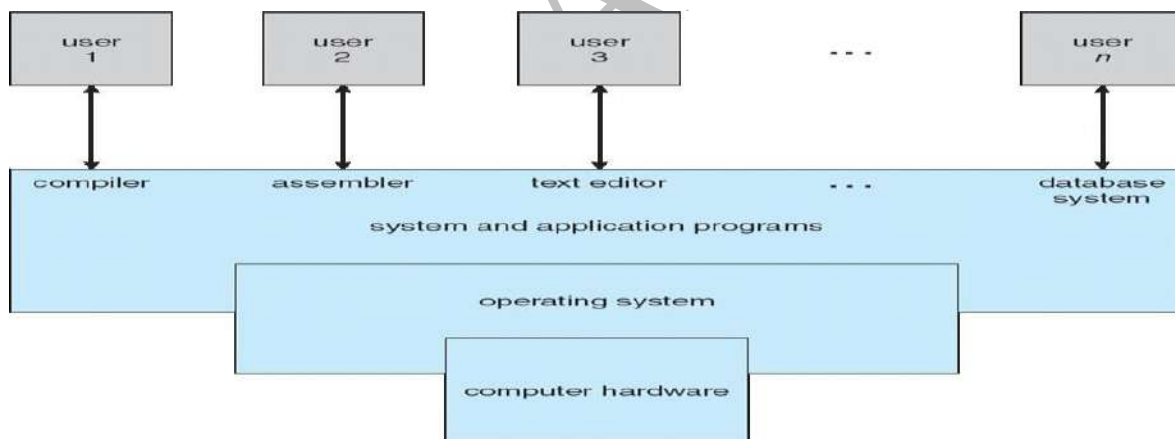 user
1
user
2
user
3
...
user
n
compiler
assembler
text editor
...
database
system
system and application programs
operating system
computer hardware